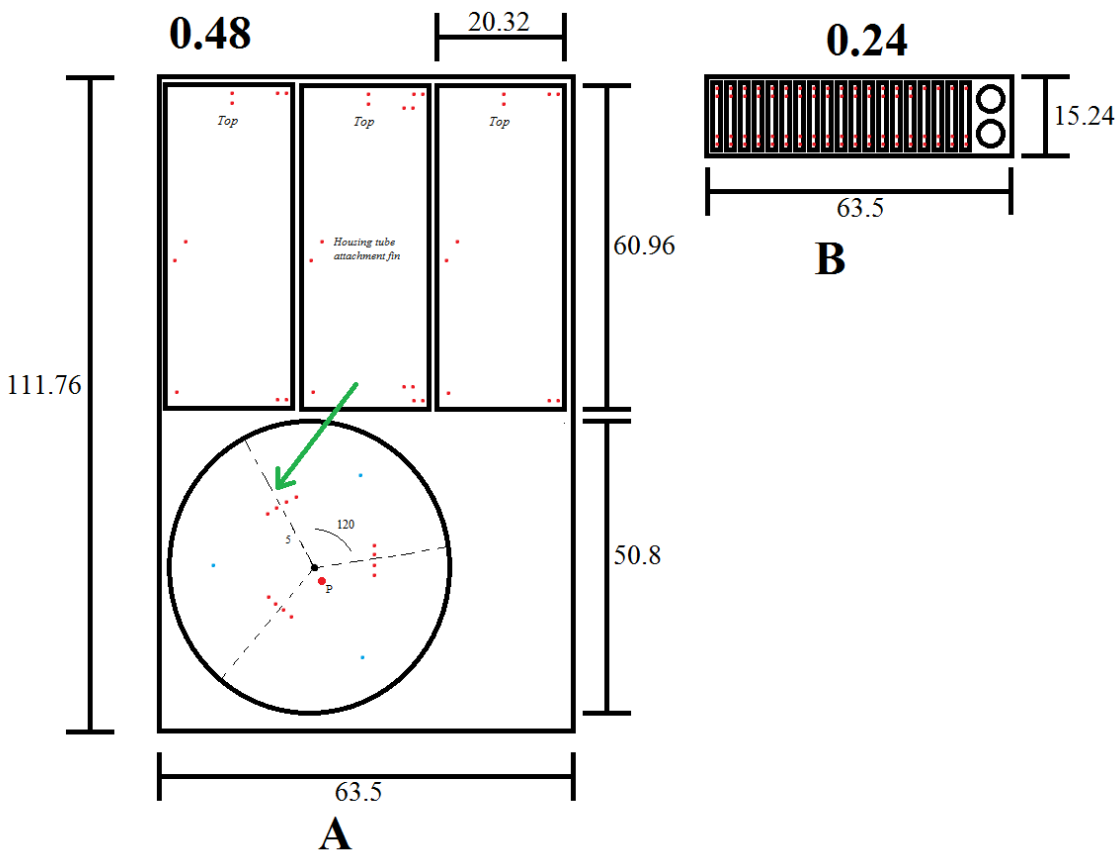 0.48
20.32
0.24
Top
Top
Top
15.24
63.5
B
Housing tube
attachment fin
60.96
111.76
120
5
P
50.8
63.5
A